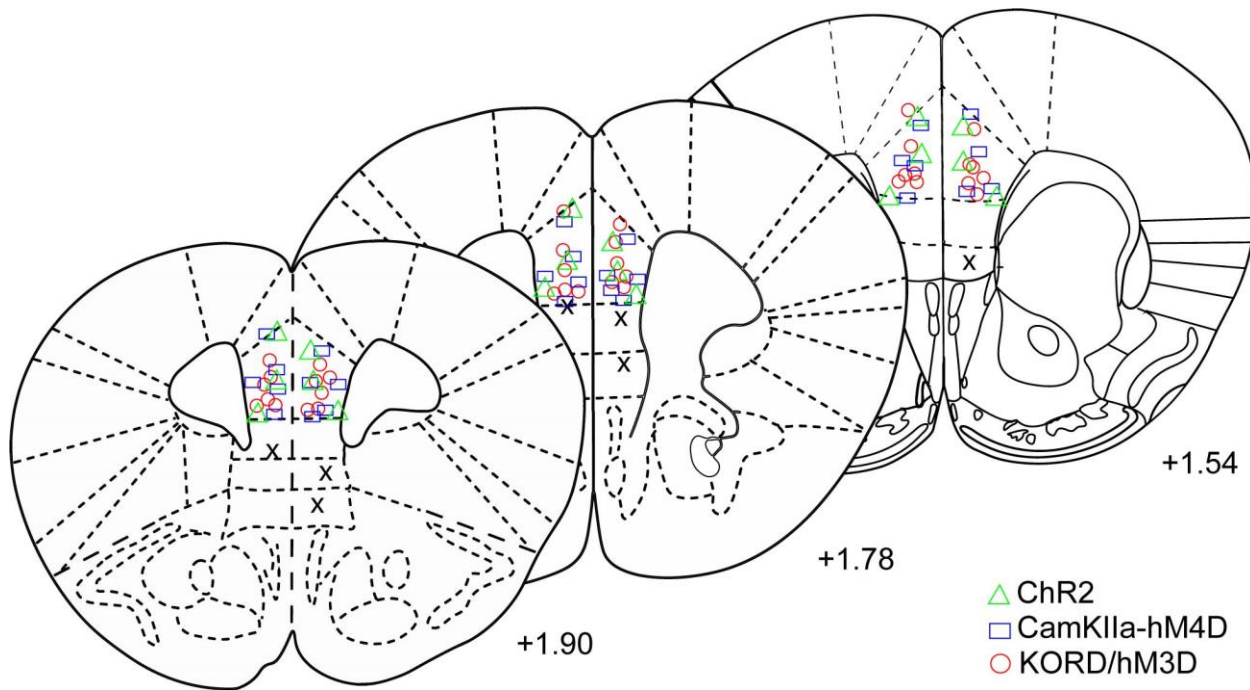 x
x
x
x
x
x
x
+1.54
+1.78
+1.90
ChR2
CamKIIa-hM4D
KORD/hM3D